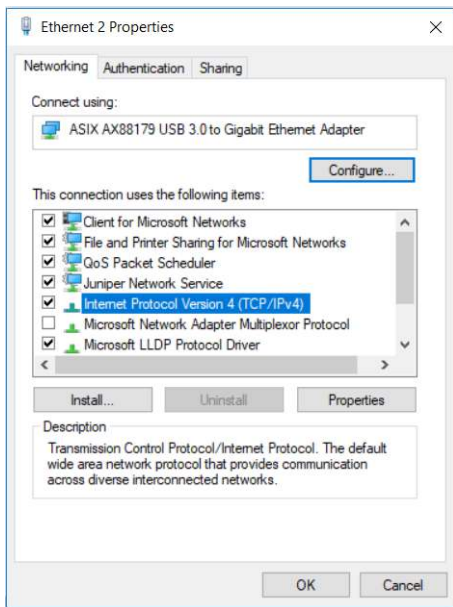 Ethernet 2 Properties
Networking Authentication Sharing
Connect using:
ASIX AX88179 USB 3.0 to Gigabit Ethernet Adapter
Configure...
This connection uses the following items:
Client for Microsoft Networks
File and Printer Sharing for Microsoft Networks
QoS Packet Scheduler
Juniper Network Service
Internet Protocol Version 4 (TCP/IPv4)
Microsoft Network Adapter Multiplexor Protocol
Microsoft LLDP Protocol Driver
Install... Uninstall Properties
Description
Transmission Control Protocol/Internet Protocol. The default
wide area network protocol that provides communication
across diverse interconnected networks.
OK Cancel